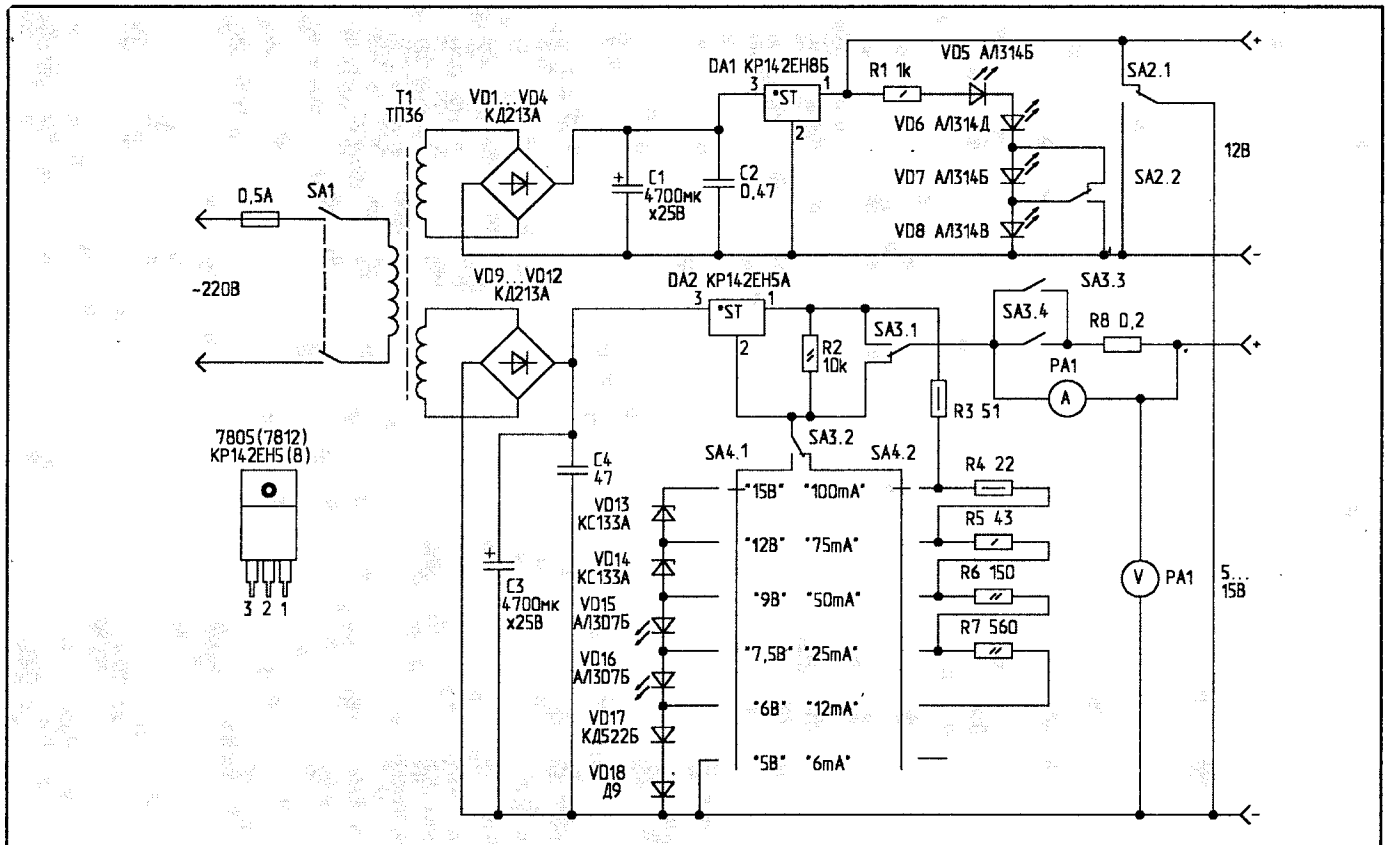 VD5 АЛ314Б
DA1 КР142ЕН8Б
R1 1k
SA2.1
+
T1
ТП36
VD1...VD4
КД213А
3
*ST
1
2
VD6 АЛ314Д
VD7 АЛ314Б
VD8 АЛ314В
SA2.2
12В
+
C1
4700мк
x25В
C2
0,47
0,5А
SA1
~220В
-
VD9...VD12
КД213А
DA2 КР142ЕН5А
3
*ST
1
2
R2
10k
SA3.1
SA3.3
SA3.4
R8 0,2
+
PA1
A
R3 51
7805(7812)
КР142ЕН5(8)
3 2 1
C4
47
SA4.1
SA3.2
SA4.2
R4 22
R5 43
R6 150
R7 560
"15В" "100mA"
"12В" "75mA"
"9В" "50mA"
"7,5В" "25mA"
"6В" "12mA"
"5В" "6mA"
VD13
КС133А
VD14
КС133А
VD15
АЛ307Б
VD16
АЛ307Б
VD17
КД522Б
VD18
Д9
+
C3
4700мк
x25В
V
PA1
5...
15В
-